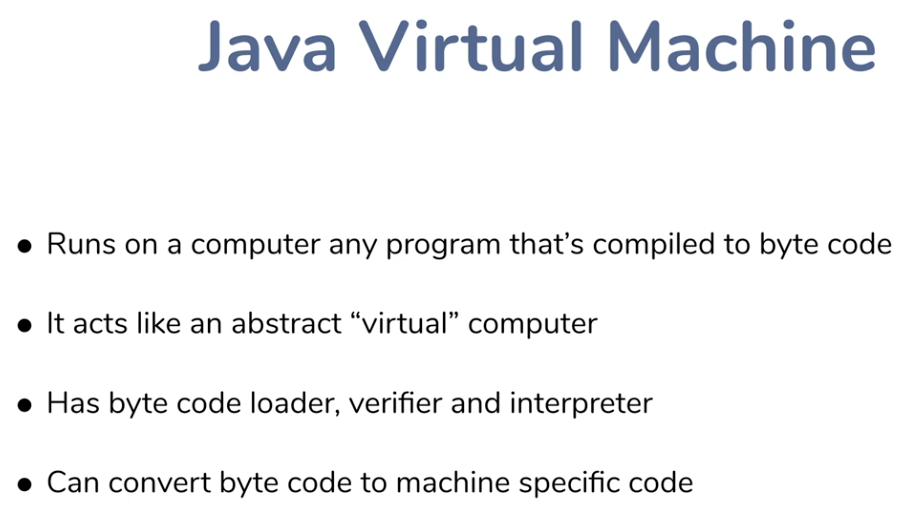 Java Virtual Machine
● Runs on a computer any program that’s compiled to byte code
● It acts like an abstract “virtual” computer
● Has byte code loader, verifier and interpreter
● Can convert byte code to machine specific code